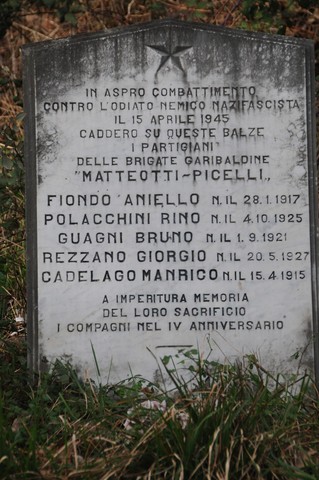 IN ASPRO COMBATTIMENTO
CONTRO L'ODIATO NEMICO NAZIFASCISTA
IL 15 APRILE 1945
CADDERO SU QUESTE BALZE
I PARTIGIANI
DELLE BRIGATE GARIBALDINE
"MATTEOTTI-PICELLI„
FIONDO ANIELLO N.IL 28.1.1917
POLACCHINI RINO N.IL 4.10.1925
GUAGNI BRUNO N.IL 1.9.1921
REZZANO GIORGIO N.IL 20.5.1927
CADELAGO MANRICO N.IL 15.4.1915
A IMPERITURA MEMORIA
DEL LORO SACRIFICIO
I COMPAGNI NEL IV ANNIVERSARIO